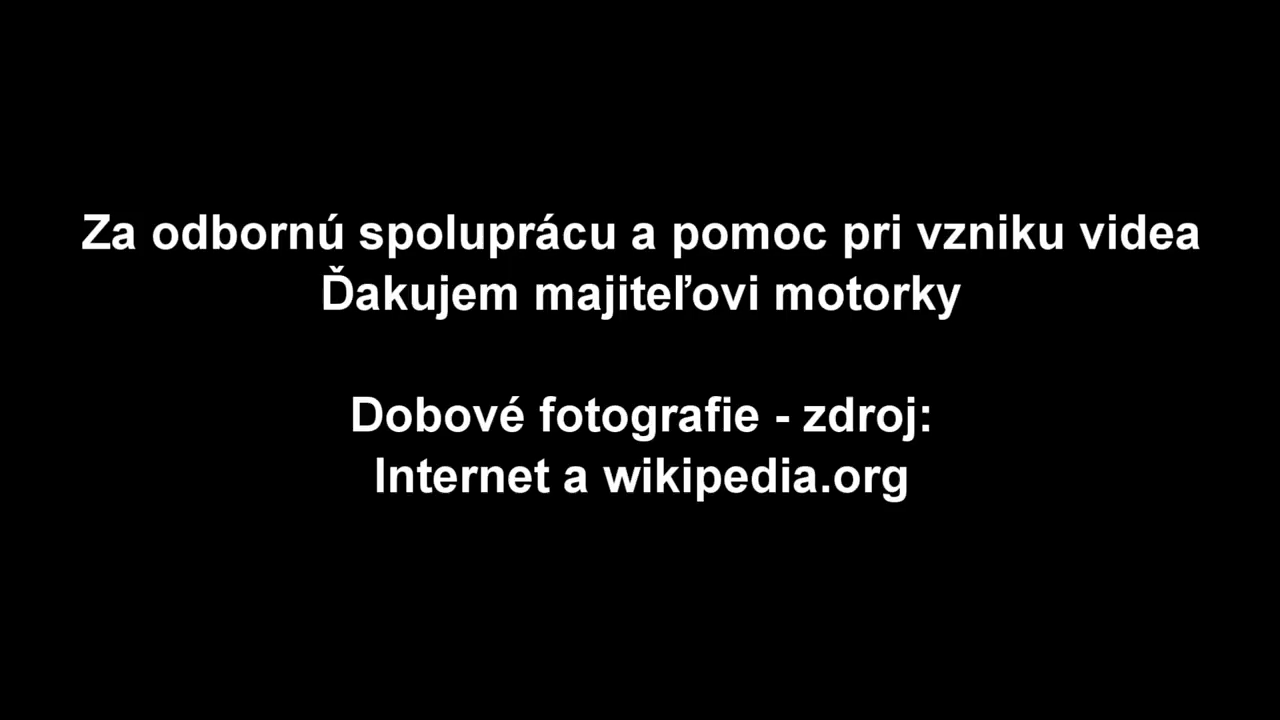 Za odbornú spoluprácu a pomoc pri vzniku videa
Ďakujem majiteľovi motorky
Dobové fotografie - zdroj:
Internet a wikipedia.org